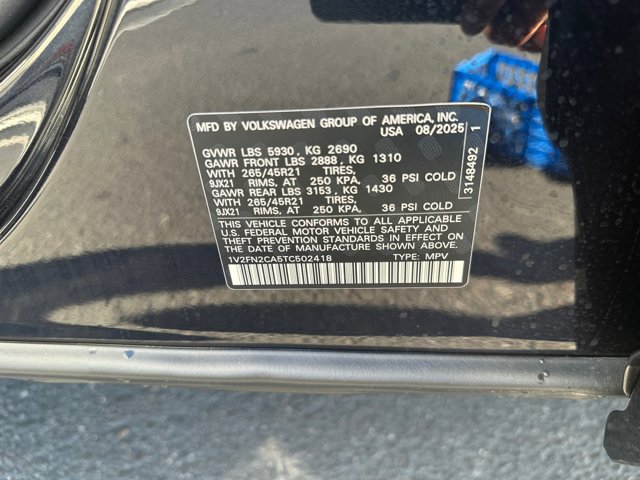 MFD BY VOLKSWAGEN GROUP OF AMERICA, INC.
USA 08/2025
GVWR LBS 5930, KG 2690
GAWR FRONT LBS 2888, KG 1310
WITH 265/45R21 TIRES,
9JX21 RIMS, AT 250 KPA, 36 PSI COLD
GAWR REAR LBS 3153, KG 1430
WITH 265/45R21 TIRES,
9JX21 RIMS, AT 250 KPA, 36 PSI COLD
THIS VEHICLE CONFORMS TO ALL APPLICABLE
U.S. FEDERAL MOTOR VEHICLE SAFETY AND
THEFT PREVENTION STANDARDS IN EFFECT ON
THE DATE OF MANUFACTURE SHOWN ABOVE.
1V2FN2CA5TC502418 TYPE: MPV
3148492 1